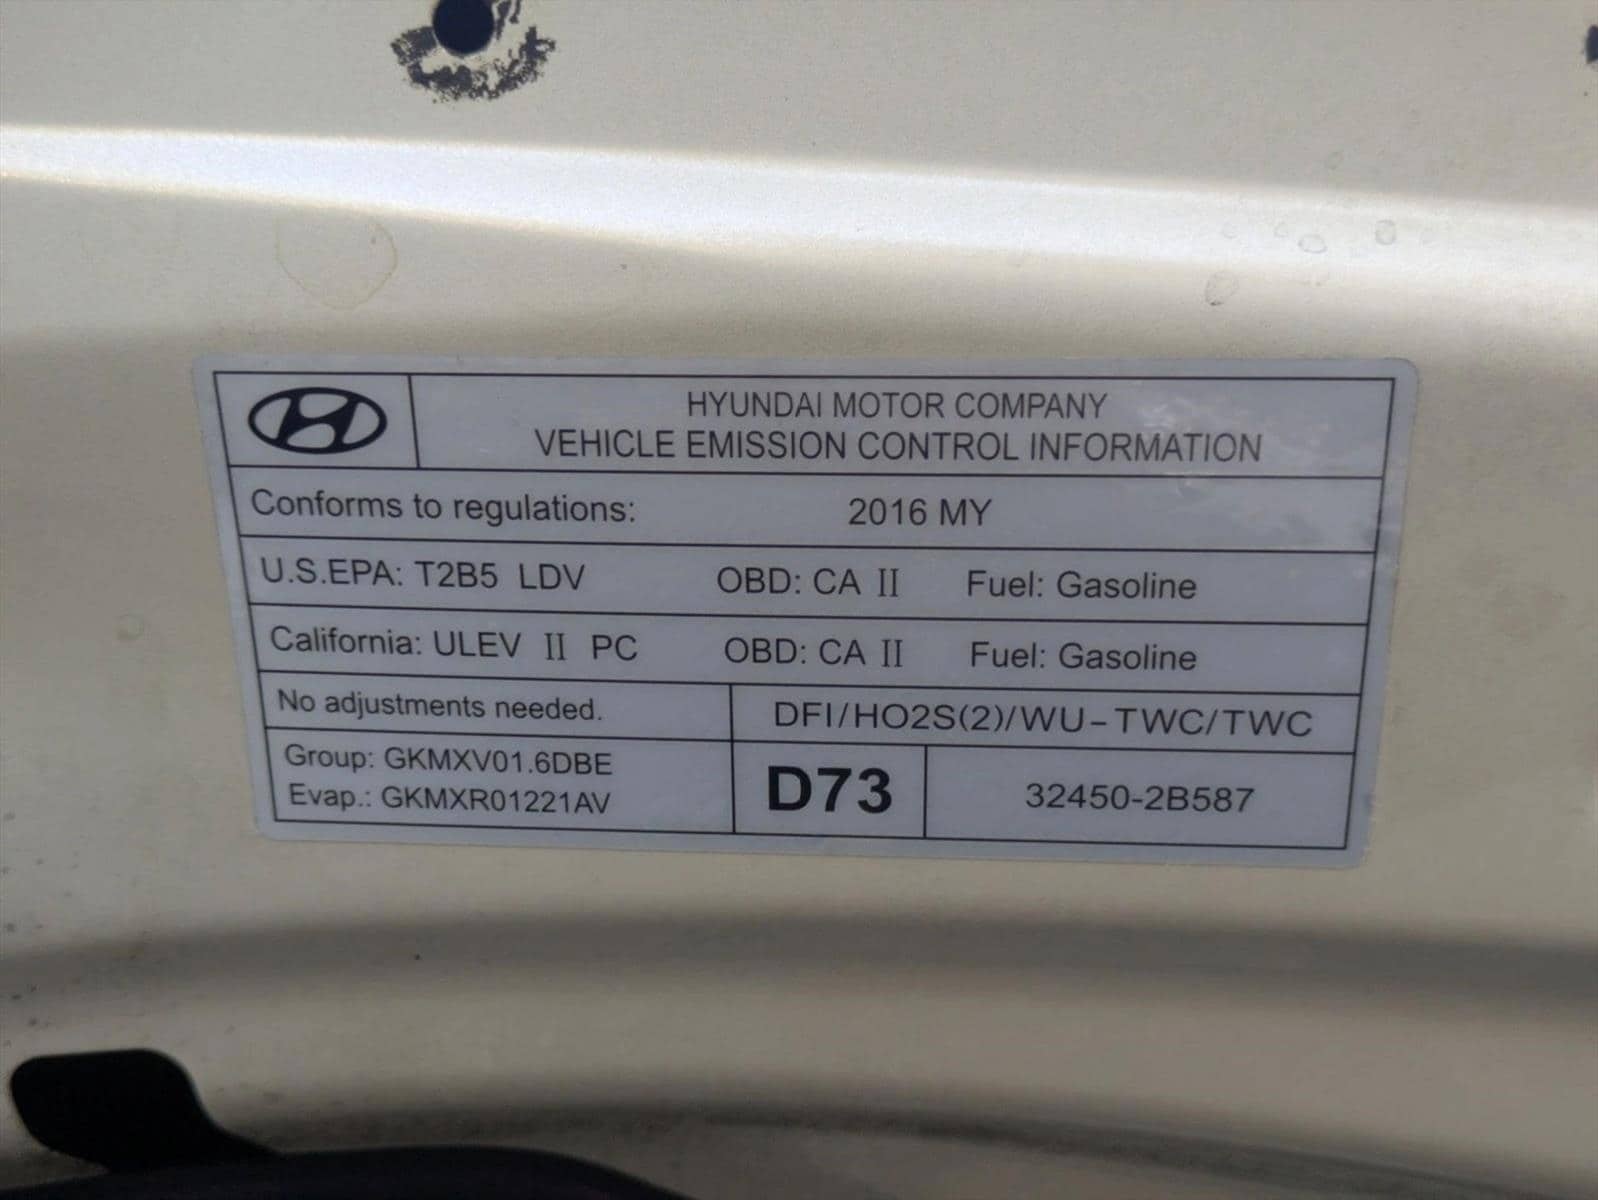 HYUNDAI MOTOR COMPANY
VEHICLE EMISSION CONTROL INFORMATION
Conforms to regulations: 2016 MY
U.S.EPA: T2B5 LDV OBD: CA II Fuel: Gasoline
California: ULEV II PC OBD: CA II Fuel: Gasoline
No adjustments needed. DFI/HO2S(2)/WU-TWC/TWC
Group: GKMXV01.6DBE
Evap.: GKMXR01221AV
D73
32450-2B587